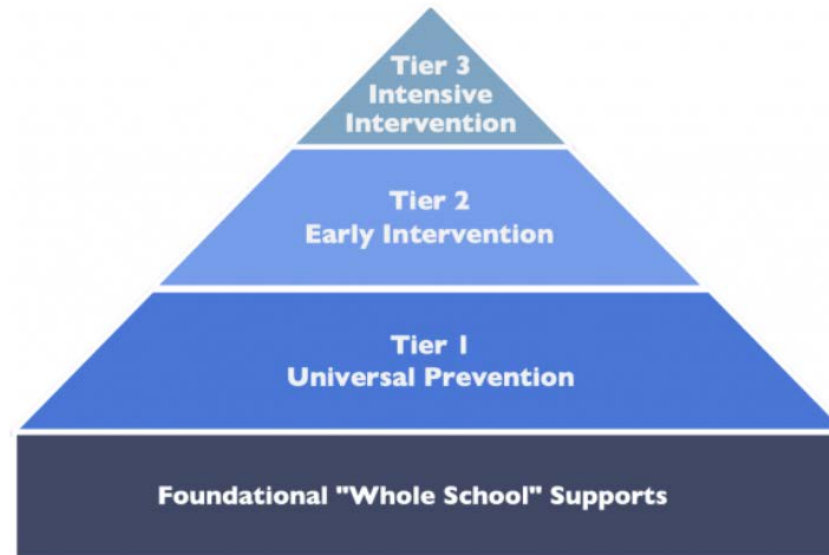 Tier 3
Intensive
Intervention
Tier 2
Early Intervention
Tier 1
Universal Prevention
Foundational "Whole School" Supports